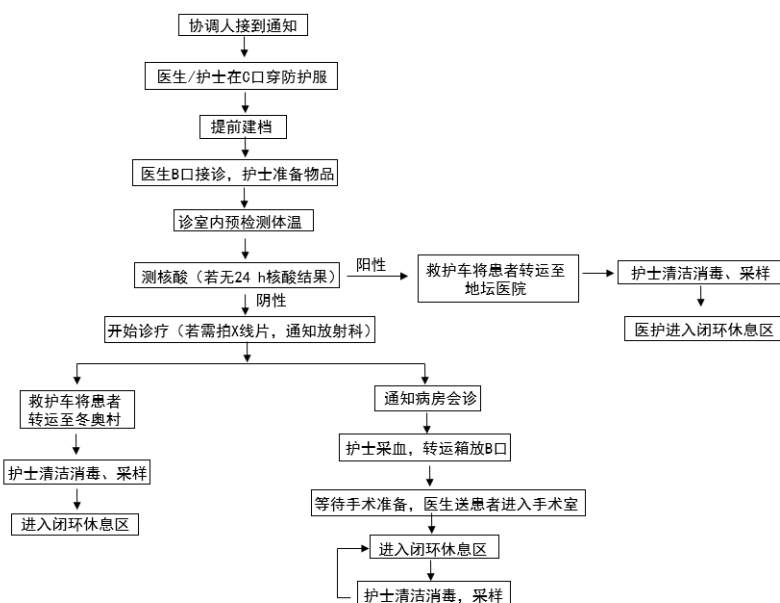 协调人接到通知
医生/护士在C口穿防护服
提前建档
医生B口接诊，护士准备物品
诊室内预检测体温
测核酸（若无24 h核酸结果）
阳性
救护车将患者转运至
地坛医院
护士清洁消毒、采样
医护进入闭环休息区
阴性
开始诊疗（若需拍X线片，通知放射科）
救护车将患者
转运至冬奥村
护士清洁消毒、采样
进入闭环休息区
通知病房会诊
护士采血，转运箱放B口
等待手术准备，医生送患者进入手术室
进入闭环休息区
护士清洁消毒，采样